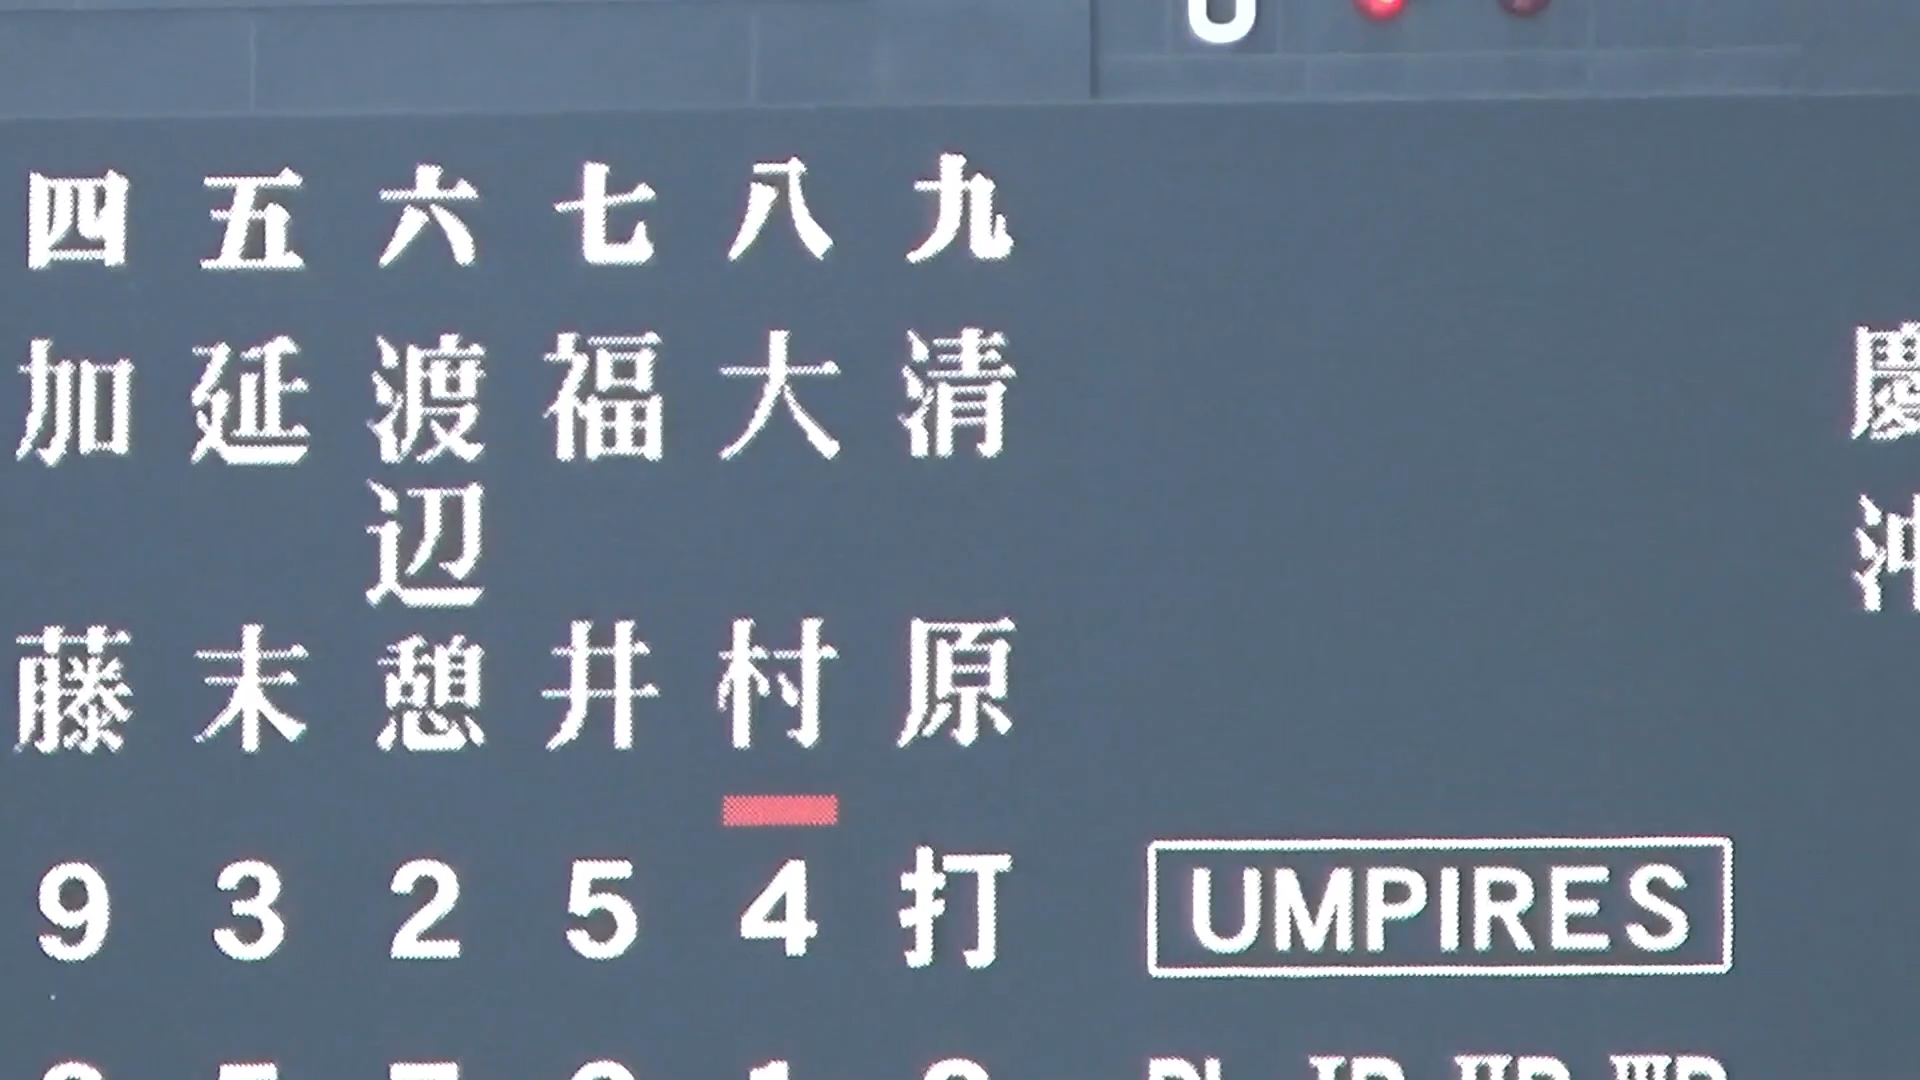 四 五 六 七 八 九
加藤 延末 渡辺憩 福井 大村 清原
9 3 2 5 4 打
UMPIRES